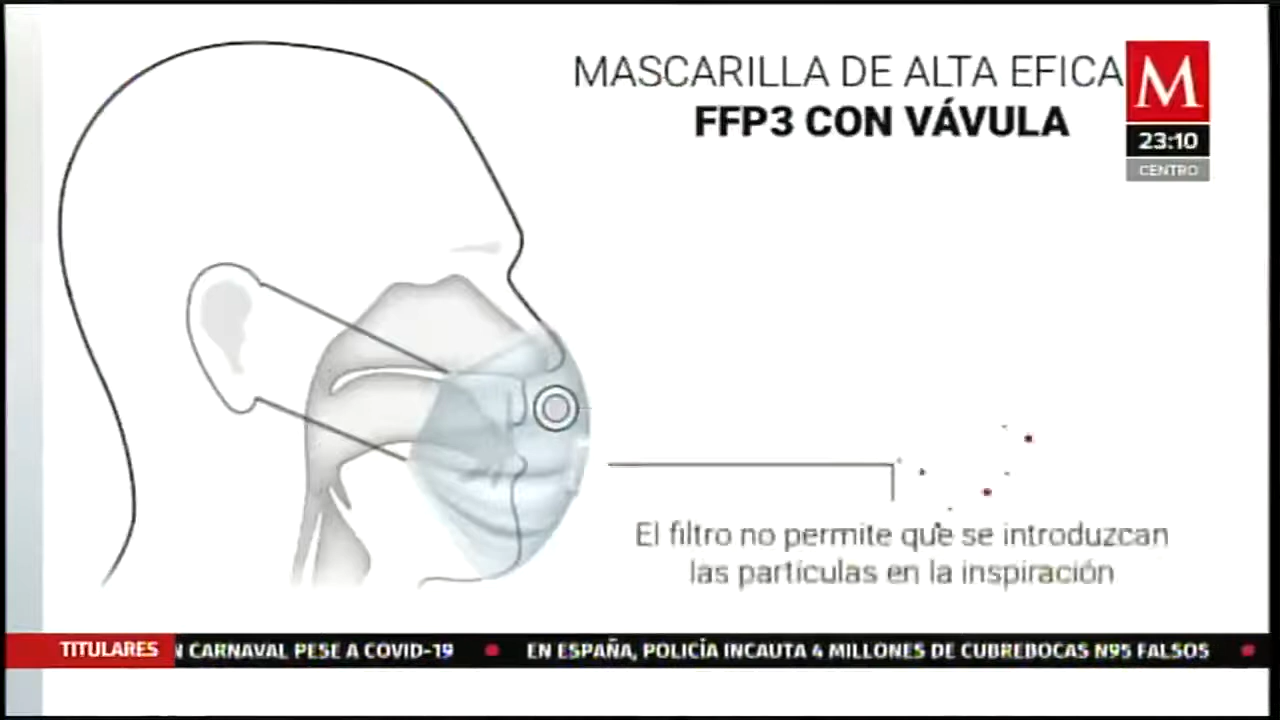 MASCARILLA DE ALTA EFICA
FFP3 CON VÁVULA
M
23:10
CENTRO
El filtro no permite que se introduzcan
las partículas en la inspiración
TITULARES
N CARNAVAL PESE A COVID-19 • EN ESPAÑA, POLICÍA INCAUTA 4 MILLONES DE CUBREBOCAS N95 FALSOS •